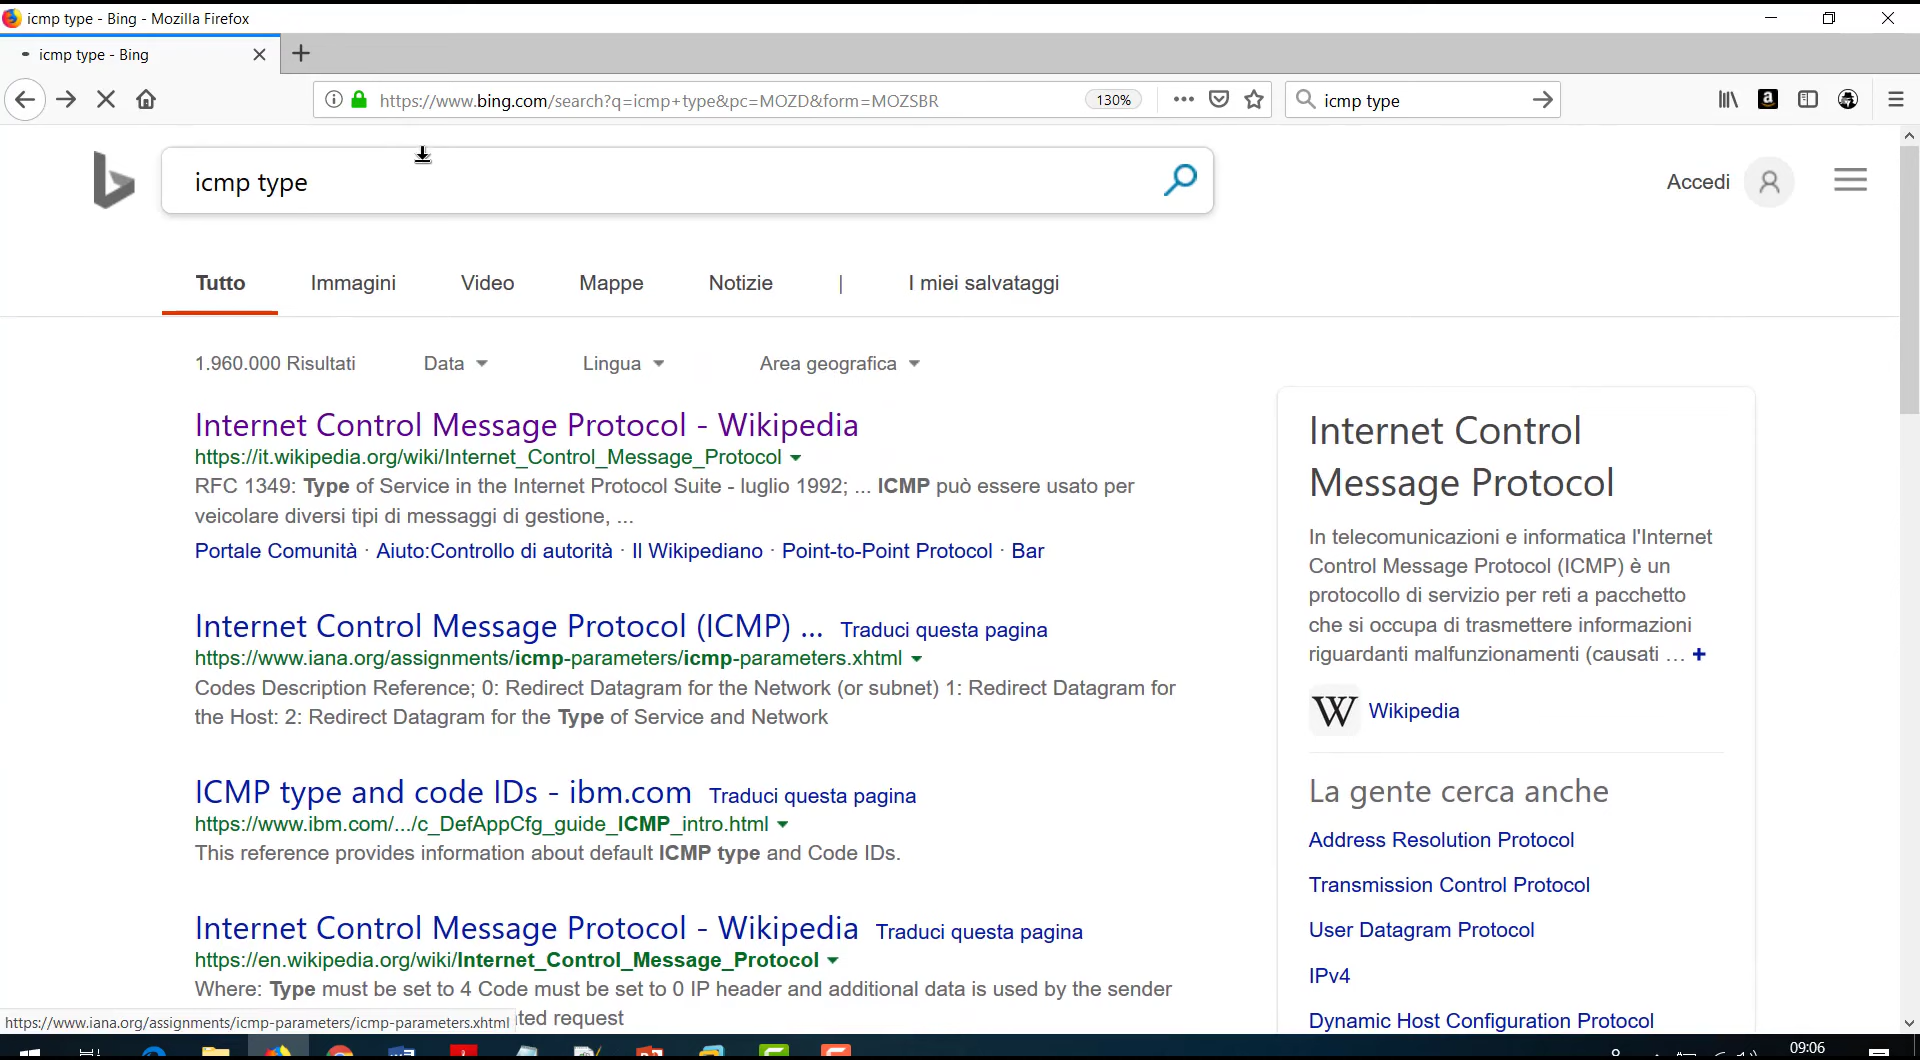 icmp type - Bing - Mozilla Firefox
icmp type - Bing
https://www.bing.com/search?q=icmp+type&pc=MOZD&form=MOZSBR
130%
icmp type
icmp type
Accedi
Tutto
Immagini
Video
Mappe
Notizie
|
I miei salvataggi
1.960.000 Risultati
Data
Lingua
Area geografica
Internet Control Message Protocol - Wikipedia
https://it.wikipedia.org/wiki/Internet_Control_Message_Protocol
RFC 1349: Type of Service in the Internet Protocol Suite - luglio 1992; ... ICMP può essere usato per
veicolare diversi tipi di messaggi di gestione, ...
Portale Comunità · Aiuto:Controllo di autorità · Il Wikipediano · Point-to-Point Protocol · Bar
Internet Control Message Protocol (ICMP) ... Traduci questa pagina
https://www.iana.org/assignments/icmp-parameters/icmp-parameters.xhtml
Codes Description Reference; 0: Redirect Datagram for the Network (or subnet) 1: Redirect Datagram for
the Host: 2: Redirect Datagram for the Type of Service and Network
ICMP type and code IDs - ibm.com Traduci questa pagina
https://www.ibm.com/.../c_DefAppCfg_guide_ICMP_intro.html
This reference provides information about default ICMP type and Code IDs.
Internet Control Message Protocol - Wikipedia Traduci questa pagina
https://en.wikipedia.org/wiki/Internet_Control_Message_Protocol
Where: Type must be set to 4 Code must be set to 0 IP header and additional data is used by the sender
ted request
https://www.iana.org/assignments/icmp-parameters/icmp-parameters.xhtml
Internet Control
Message Protocol
In telecomunicazioni e informatica l'Internet
Control Message Protocol (ICMP) è un
protocollo di servizio per reti a pacchetto
che si occupa di trasmettere informazioni
riguardanti malfunzionamenti (causati … +
W Wikipedia
La gente cerca anche
Address Resolution Protocol
Transmission Control Protocol
User Datagram Protocol
IPv4
Dynamic Host Configuration Protocol
09:06